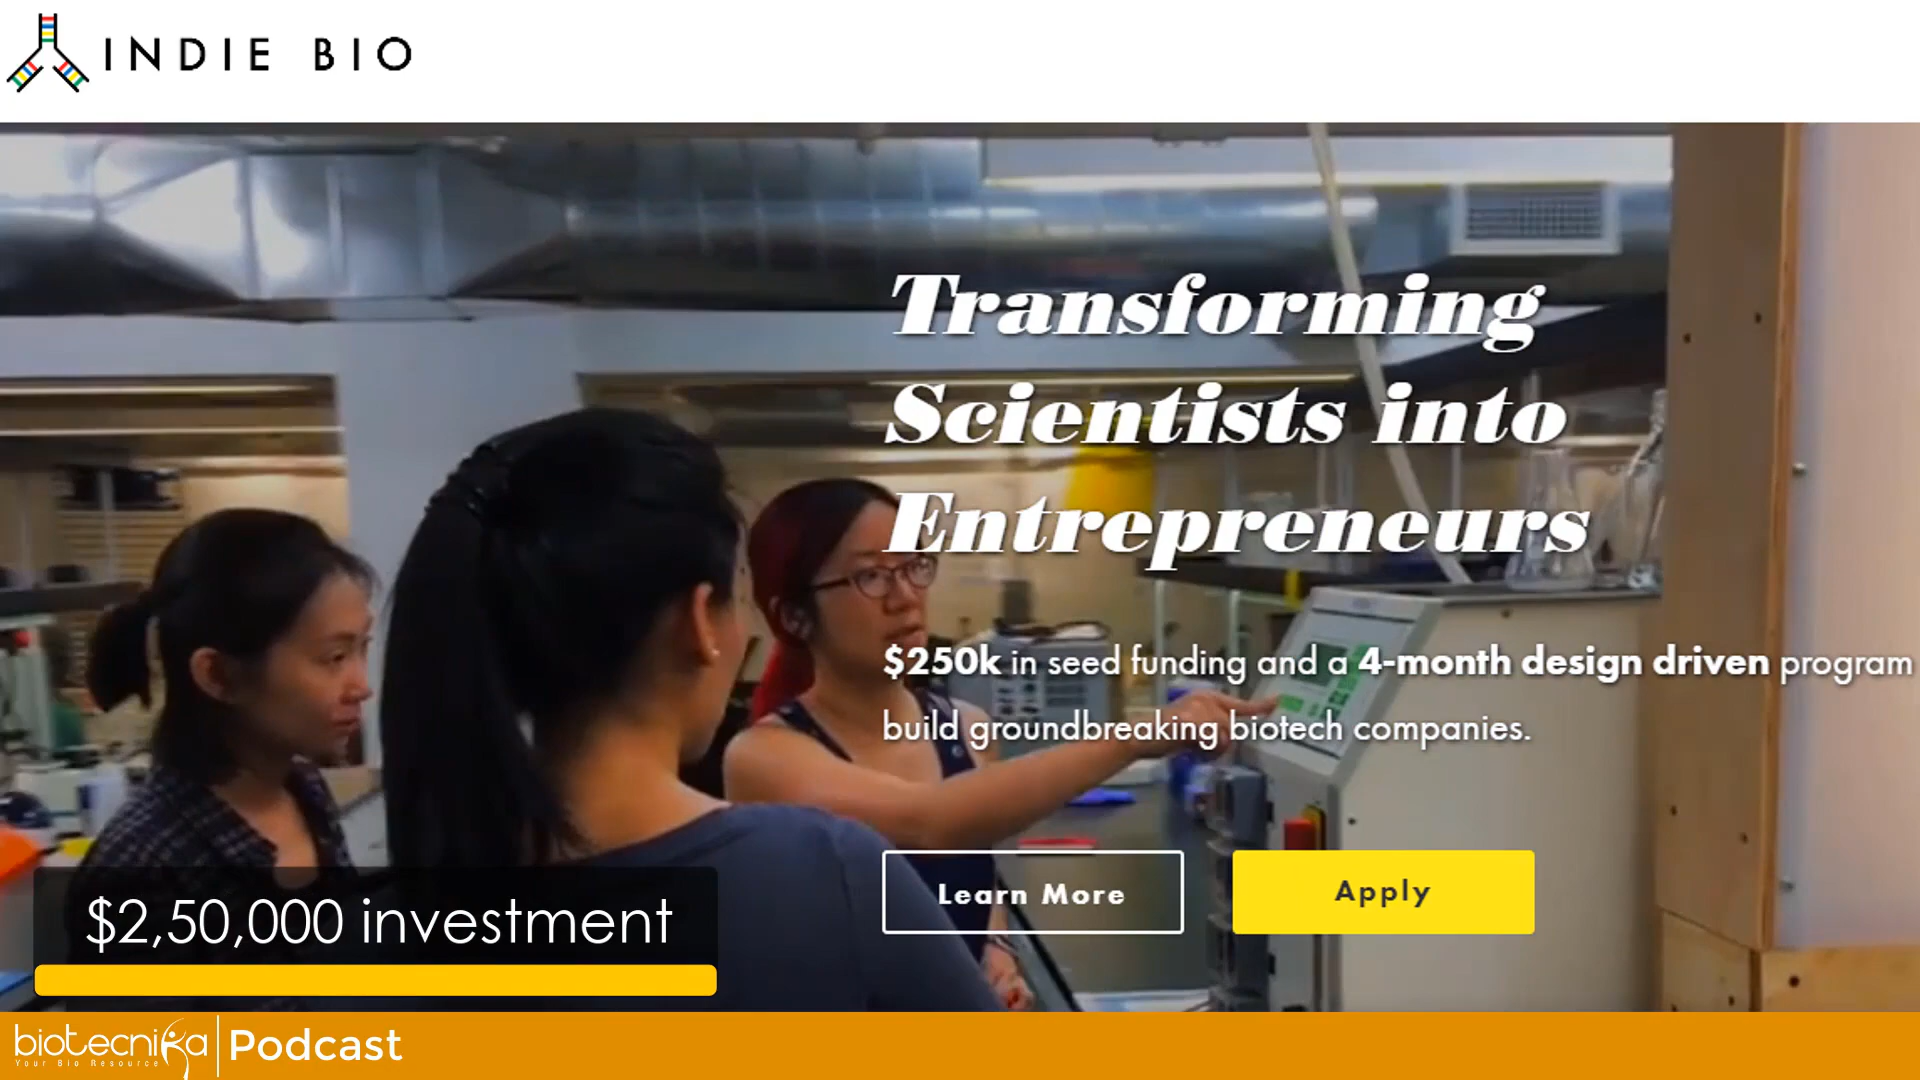 INDIE BIO
Transforming
Scientists into
Entrepreneurs
$250k in seed funding and a 4-month design driven program
build groundbreaking biotech companies.
Learn More
Apply
$2,50,000 investment
biotecnika
Your Bio Resource
Podcast